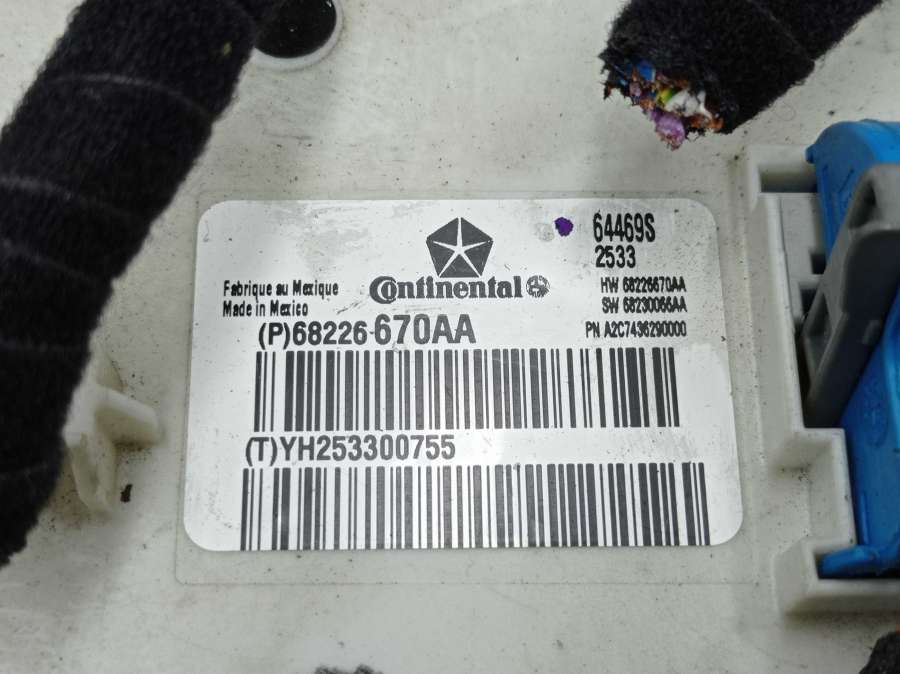 64469S
2533
Fabrique au Mexique
Made in Mexico
Continental
HW 68226670AA
SW 68230066AA
(P)68226-670AA
PN A2C7436290000
(T)YH253300755